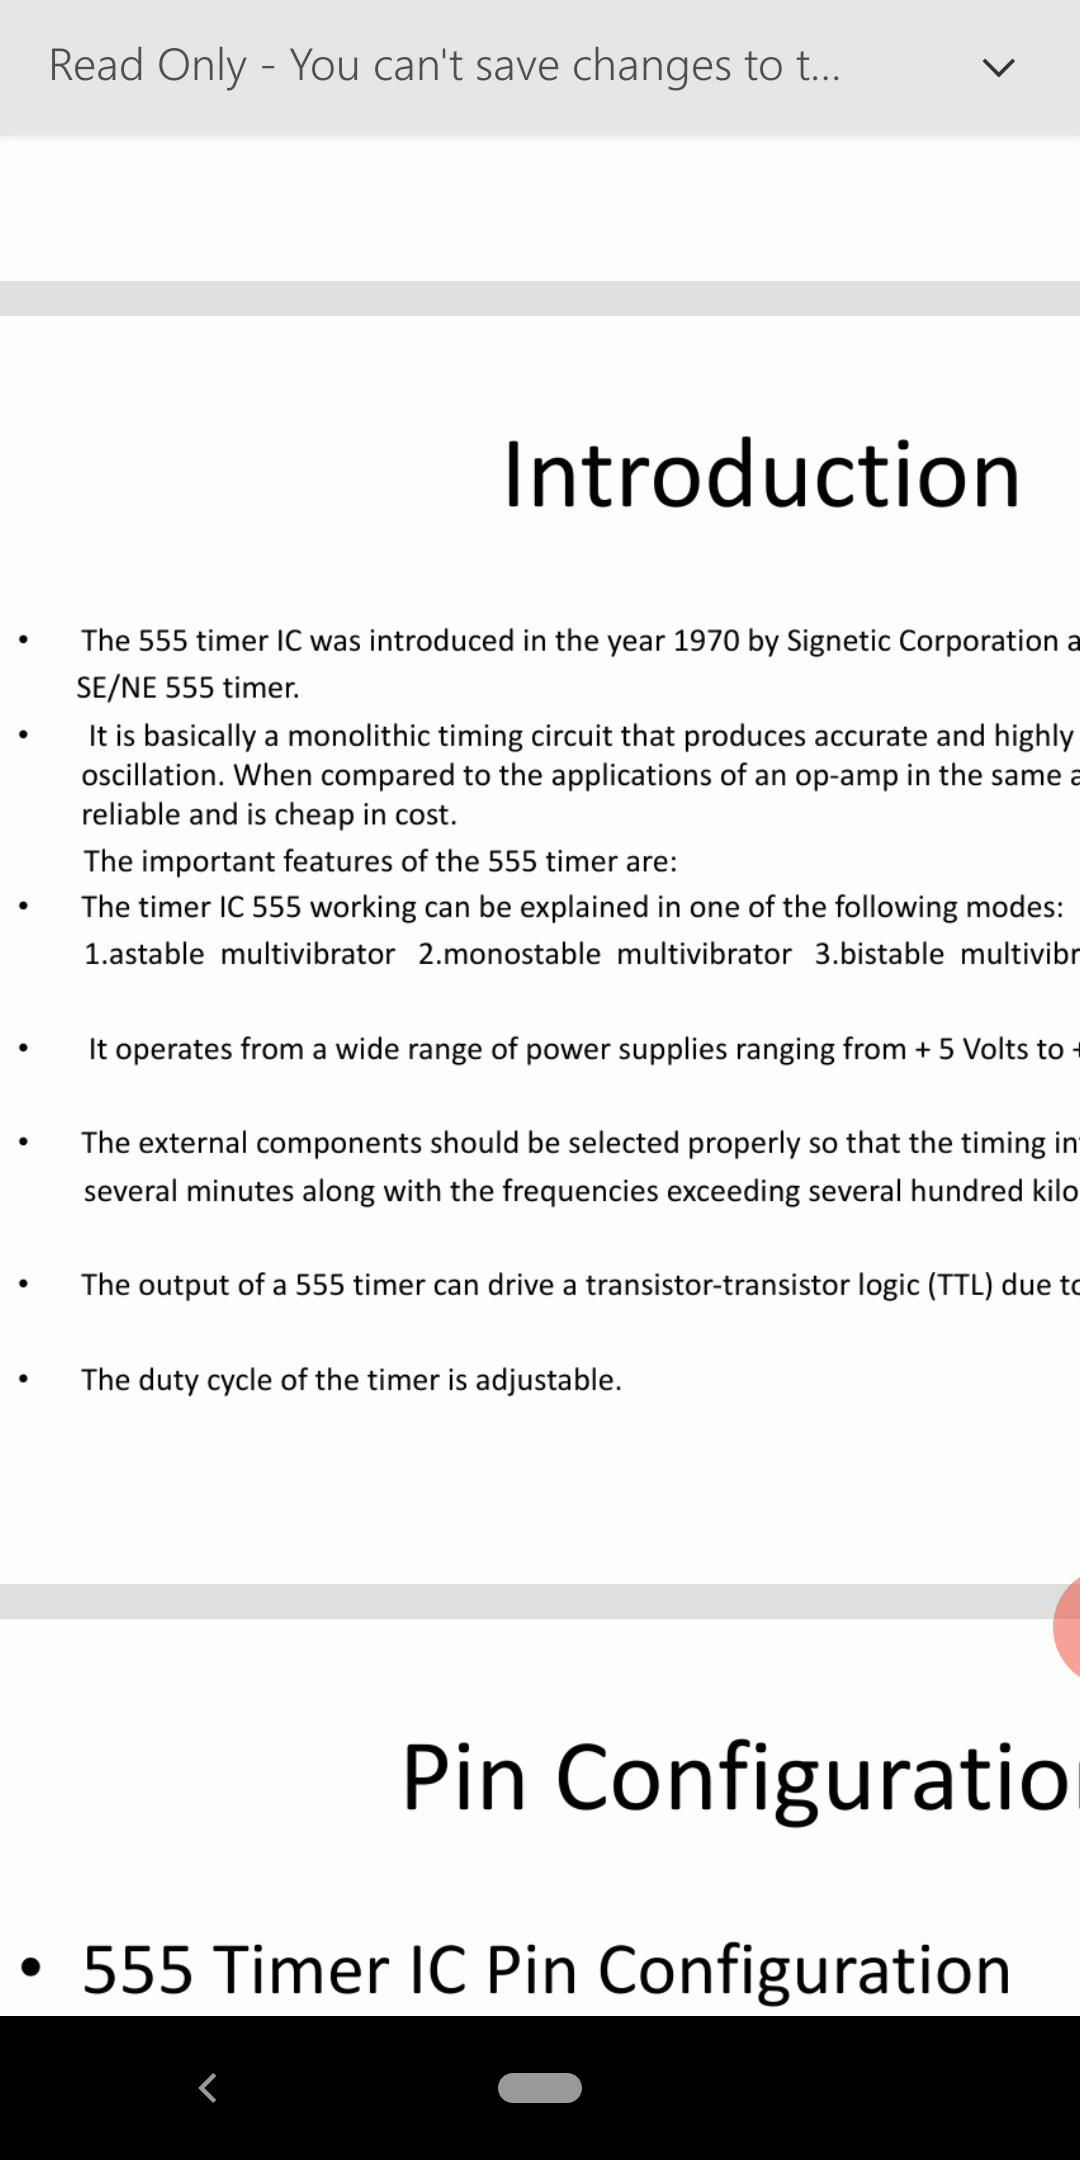 Read Only - You can't save changes to t...
Introduction
• The 555 timer IC was introduced in the year 1970 by Signetic Corporation a
SE/NE 555 timer.
• It is basically a monolithic timing circuit that produces accurate and highly
oscillation. When compared to the applications of an op-amp in the same a
reliable and is cheap in cost.
The important features of the 555 timer are:
• The timer IC 555 working can be explained in one of the following modes:
1.astable multivibrator 2.monostable multivibrator 3.bistable multivibr
• It operates from a wide range of power supplies ranging from + 5 Volts to +
• The external components should be selected properly so that the timing in
several minutes along with the frequencies exceeding several hundred kilo
• The output of a 555 timer can drive a transistor-transistor logic (TTL) due to
• The duty cycle of the timer is adjustable.
Pin Configuration
• 555 Timer IC Pin Configuration